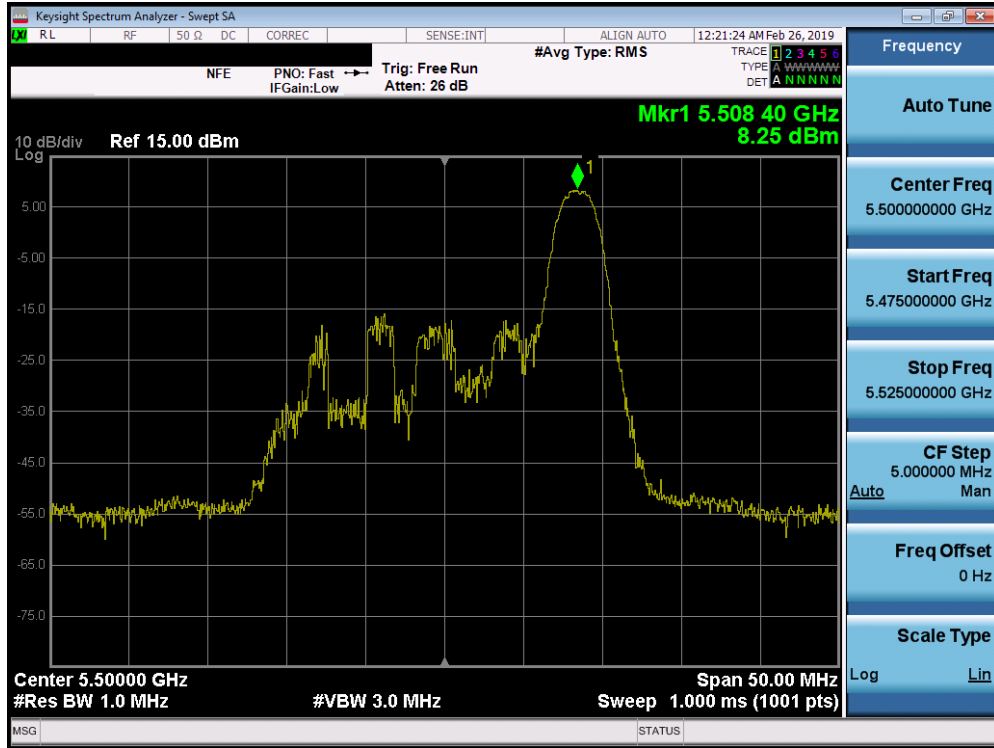 Keysight Spectrum Analyzer - Swept SA
LXI RL RF 50 Ω DC CORREC SENSE:INT ALIGN AUTO 12:21:24 AM Feb 26, 2019
NFE PNO: Fast Trig: Free Run #Avg Type: RMS TRACE 1 2 3 4 5 6
IFGain:Low Atten: 26 dB TYPE A WWWWW
DET A N N N N N
Mkr1 5.508 40 GHz
8.25 dBm
10 dB/div Ref 15.00 dBm
Log
1
5.00
-5.00
-15.0
-25.0
-35.0
-45.0
-55.0
-65.0
-75.0
Center 5.50000 GHz Span 50.00 MHz
#Res BW 1.0 MHz #VBW 3.0 MHz Sweep 1.000 ms (1001 pts)
MSG STATUS
Frequency
Auto Tune
Center Freq
5.500000000 GHz
Start Freq
5.475000000 GHz
Stop Freq
5.525000000 GHz
CF Step
5.000000 MHz
Auto Man
Freq Offset
0 Hz
Scale Type
Log Lin